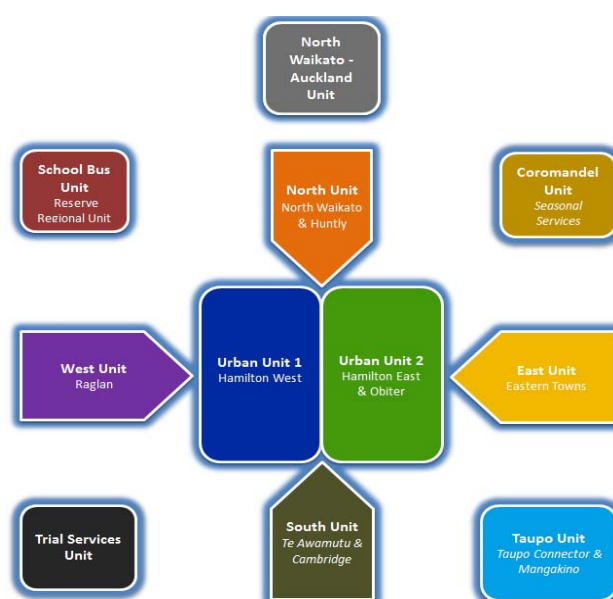 North
Waikato -
Auckland
Unit
School Bus
Unit
Reserve
Regional Unit
North Unit
North Waikato
& Huntly
Coromandel
Unit
Seasonal
Services
West Unit
Raglan
Urban Unit 1
Hamilton West
Urban Unit 2
Hamilton East
& Obiter
East Unit
Eastern Towns
Trial Services
Unit
South Unit
Te Awamutu &
Cambridge
Taupo Unit
Taupo Connector &
Mangakino